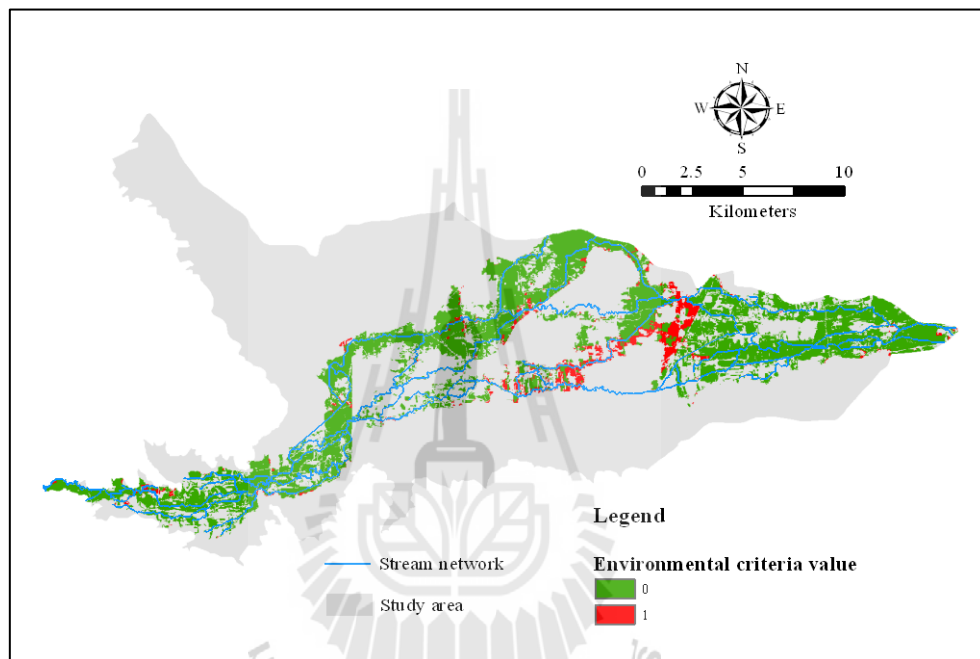 N
W E
S
0 2.5 5 10
Kilometers
Legend
Stream network
Environmental criteria value
0
Study area
1